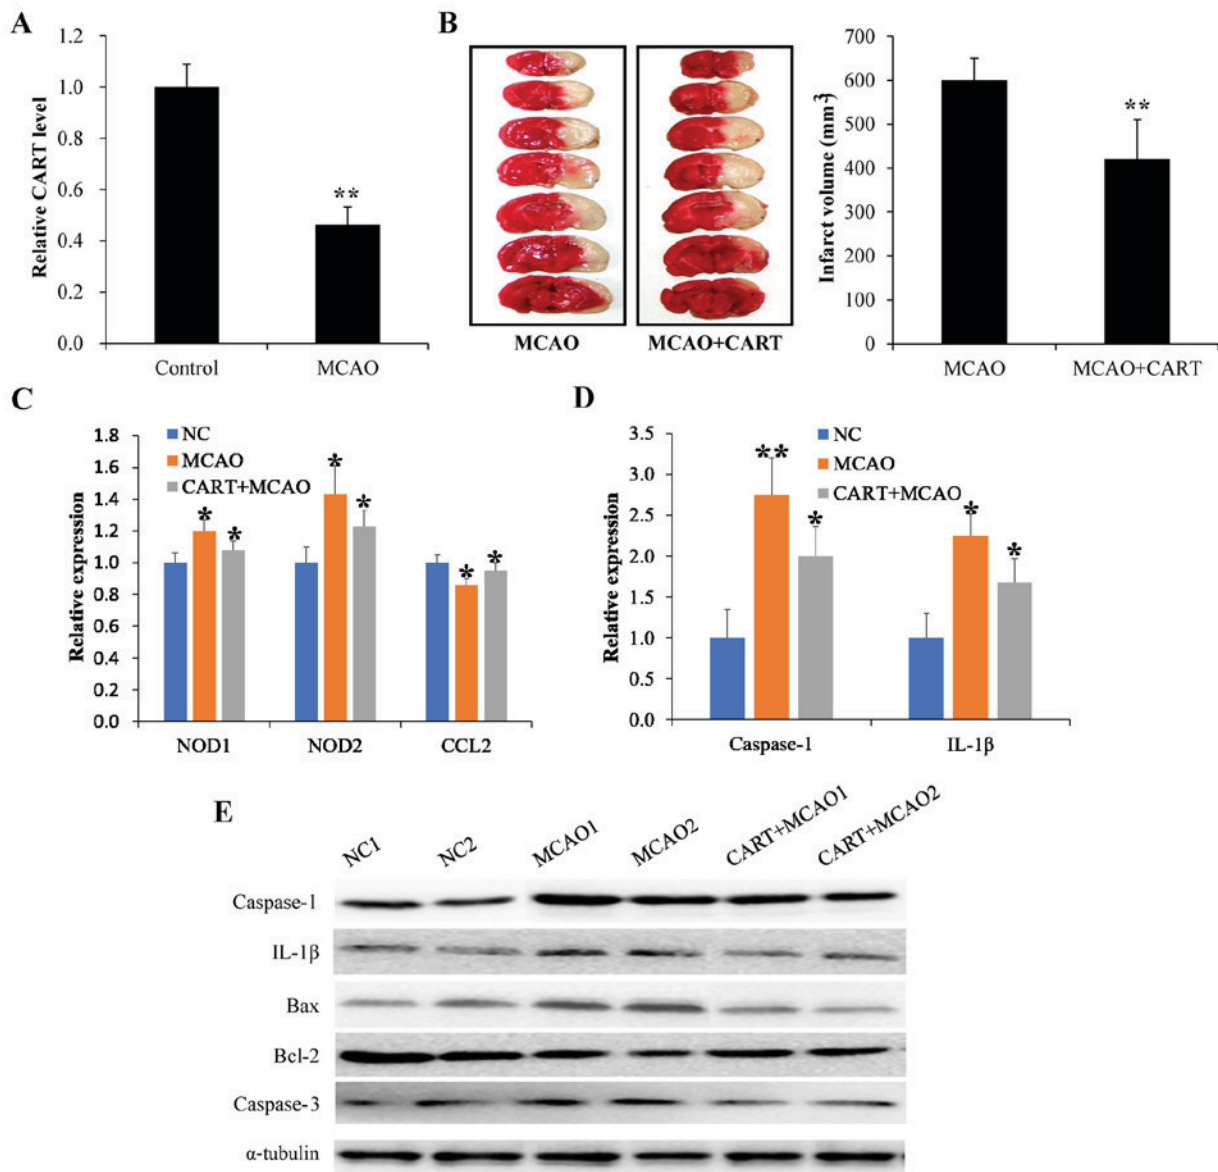 A
Relative CART level
1.2
1.0
0.8
0.6
0.4
0.2
0.0
**
Control
MCAO
B
MCAO
MCAO+CART
Infarct volume (mm-3)
700
600
500
400
300
200
100
0
**
MCAO
MCAO+CART
C
Relative expression
1.8
1.6
1.4
1.2
1.0
0.8
0.6
0.4
0.2
0.0
NC
MCAO
CART+MCAO
* *
* *
* *
NOD1
NOD2
CCL2
D
Relative expression
3.5
3.0
2.5
2.0
1.5
1.0
0.5
0.0
NC
MCAO
CART+MCAO
** *
* *
Caspase-1
IL-1β
E
NC1
NC2
MCAO1
MCAO2
CART+MCAO1
CART+MCAO2
Caspase-1
IL-1β
Bax
Bcl-2
Caspase-3
α-tubulin